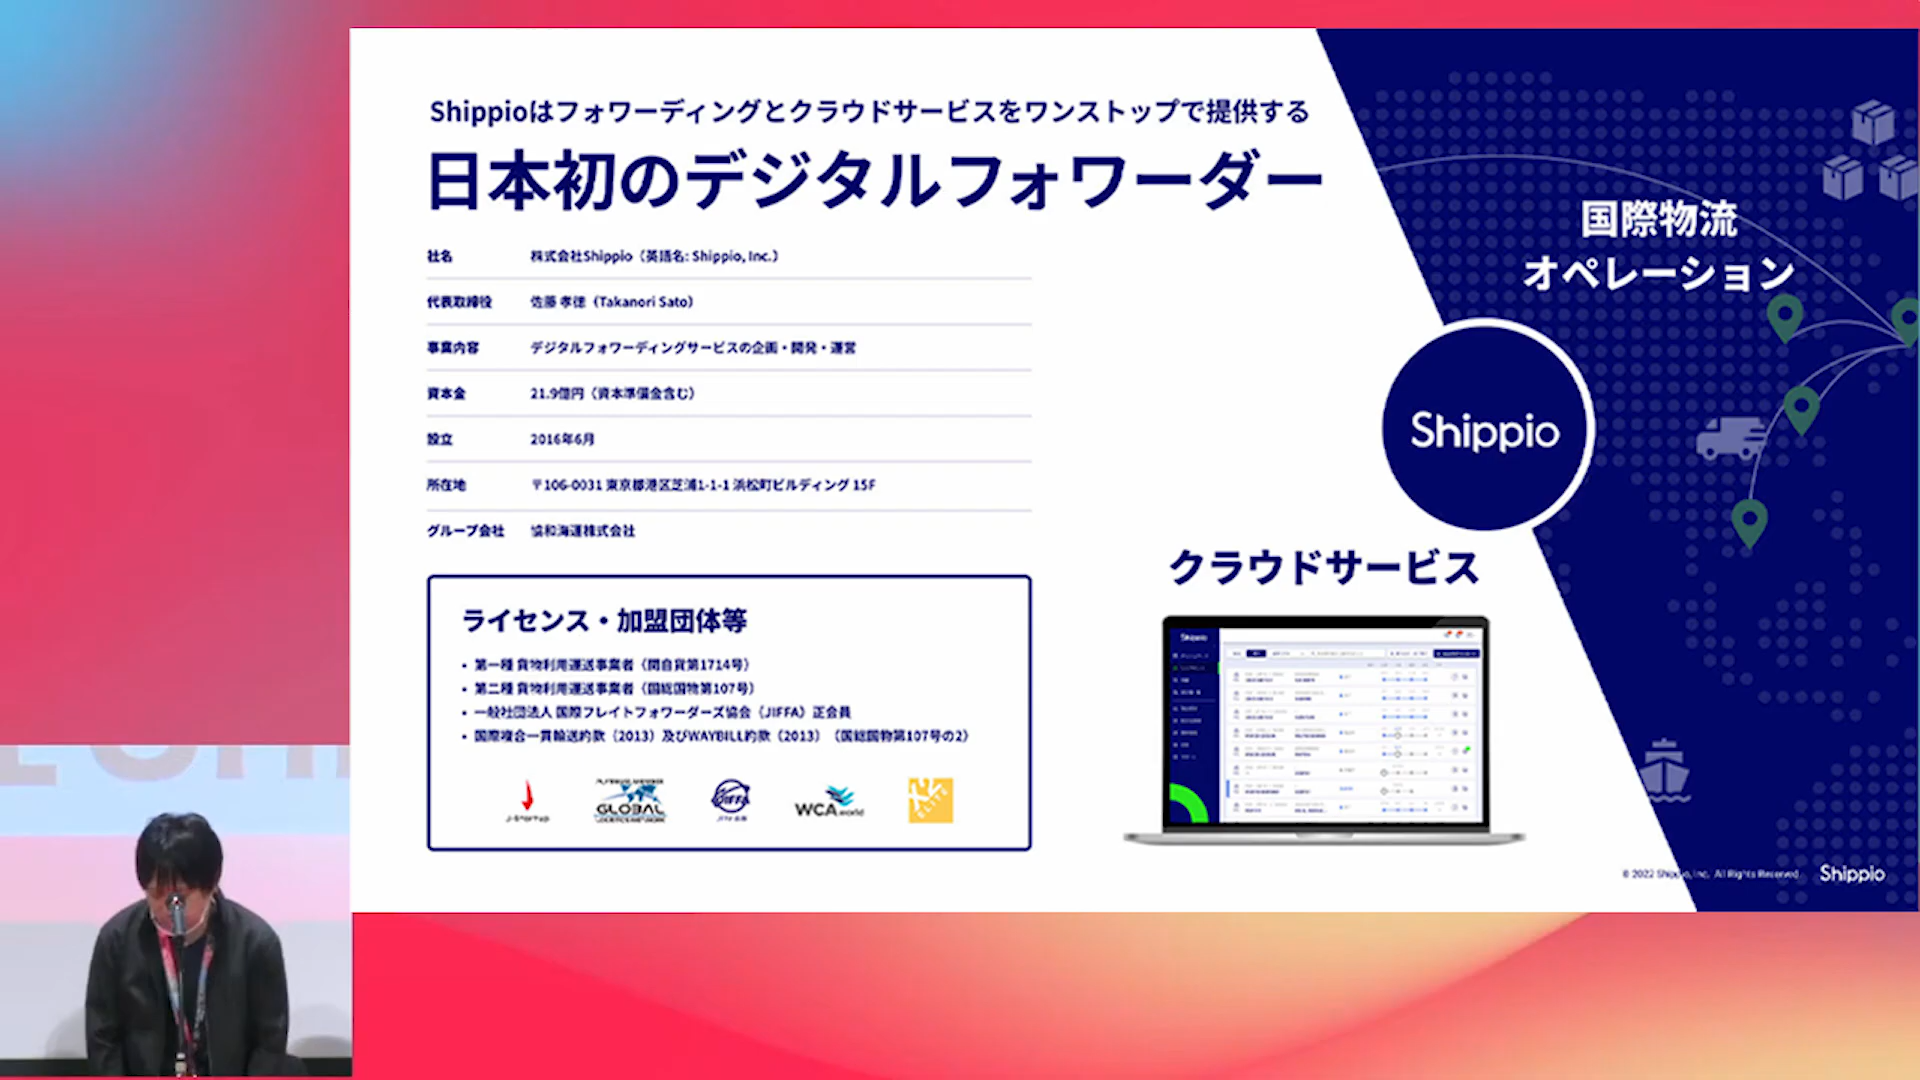 Shippioはフォワーディングとクラウドサービスをワンストップで提供する
日本初のデジタルフォワーダー
社名 株式会社Shippio（英語名: Shippio, Inc.）
代表取締役 佐藤 孝徳（Takanori Sato）
事業内容 デジタルフォワーディングサービスの企画・開発・運営
資本金 21.9億円（資本準備金含む）
設立 2016年6月
所在地 〒106-0031 東京都港区芝浦1-1-1 浜松町ビルディング 15F
グループ会社 協和海運株式会社
ライセンス・加盟団体等
• 第一種 貨物利用運送事業者（関自貨第1714号）
• 第二種 貨物利用運送事業者（国総国物第107号）
• 一般社団法人 国際フレイトフォワーダーズ協会（JIFFA）正会員
• 国際複合一貫輸送約款（2013）及びWAYBILL約款（2013）（国総国物第107号の2）
J-Startup
GLOBAL
JIFFA
WCAworld
ELITE
国際物流
オペレーション
Shippio
クラウドサービス
Shippio
© 2022 Shippio, Inc. All Rights Reserved.
Shippio